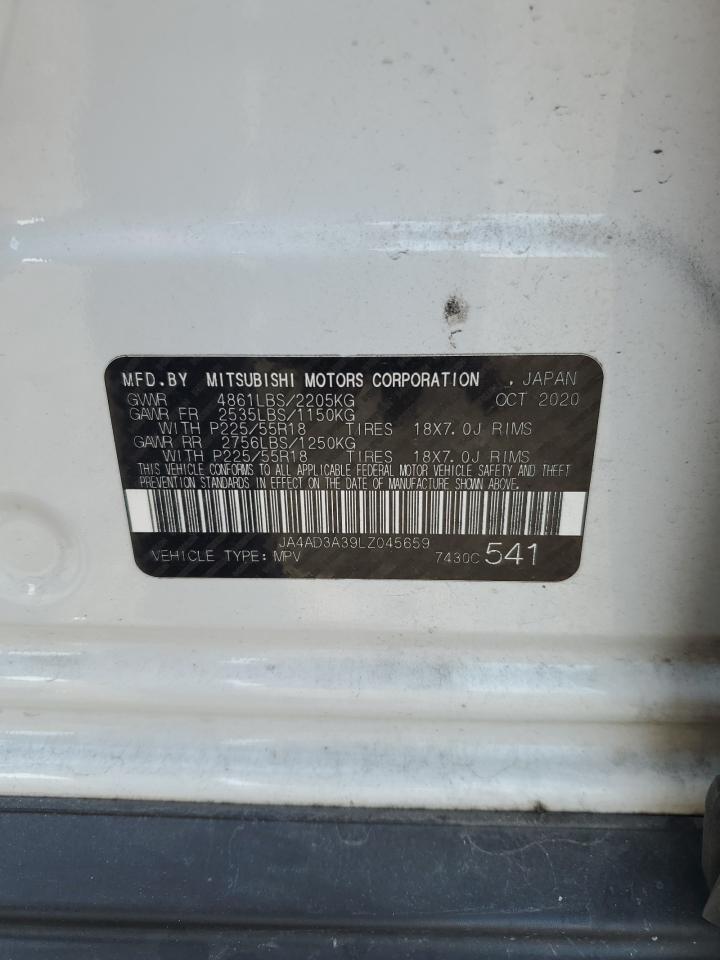 MFD.BY MITSUBISHI MOTORS CORPORATION , JAPAN
GVWR 4861LBS/2205KG OCT 2020
GAWR FR 2535LBS/1150KG
WITH P225/55R18 TIRES 18X7.0J RIMS
GAWR RR 2756LBS/1250KG
WITH P225/55R18 TIRES 18X7.0J RIMS
THIS VEHICLE CONFORMS TO ALL APPLICABLE FEDERAL MOTOR VEHICLE SAFETY AND THEFT
PREVENTION STANDARDS IN EFFECT ON THE DATE OF MANUFACTURE SHOWN ABOVE.
JA4AD3A39LZ045659
VEHICLE TYPE: MPV 7430C 541